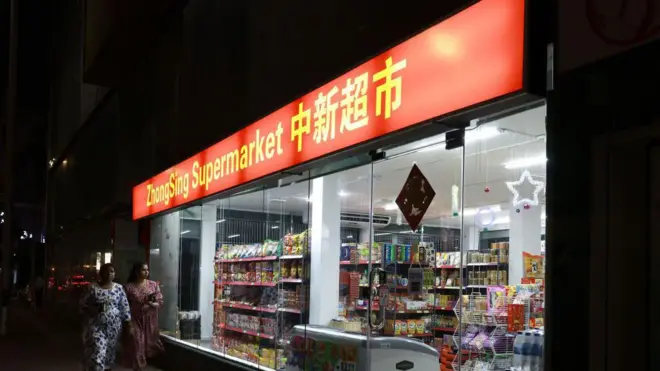 ZhongSing Supermarket 中新超市